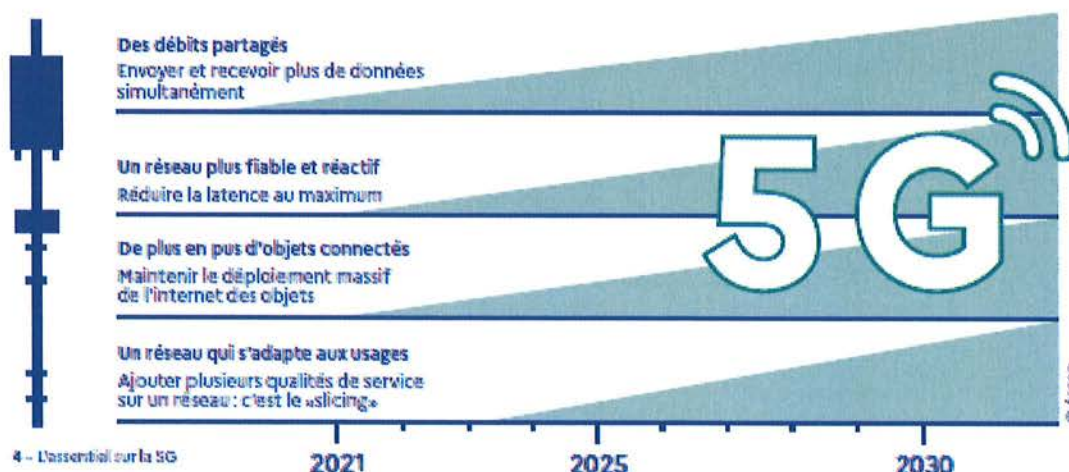 Des débits partagés
Envoyer et recevoir plus de données
simultanément
Un réseau plus fiable et réactif
Réduire la latence au maximum
De plus en pus d'objets connectés
Maintenir le déploiement massif
de l'internet des objets
Un réseau qui s'adapte aux usages
Ajouter plusieurs qualités de service
sur un réseau : c'est le «slicing»
5G
2021 2025 2030
4 – L'essentiel sur la 5G